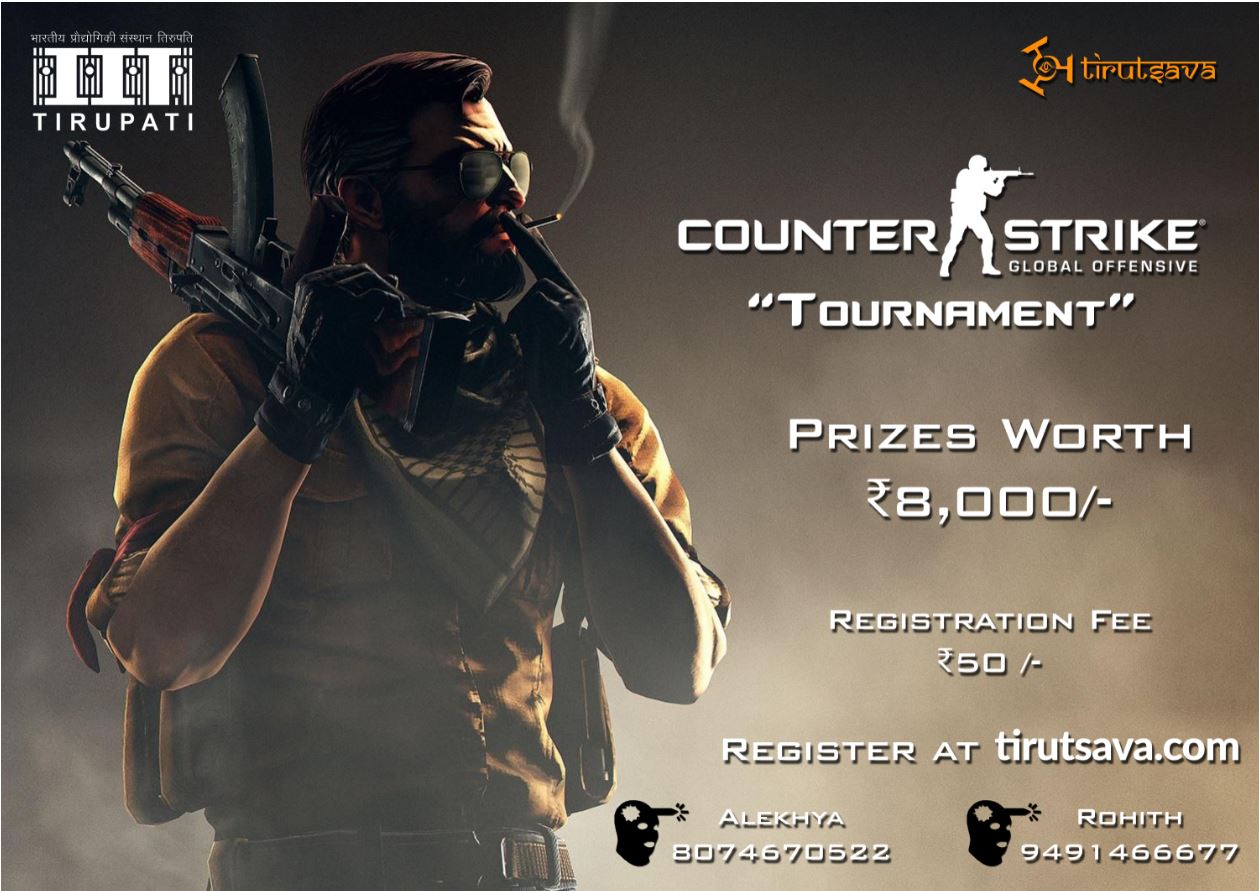 भारतीय प्रौद्योगिकी संस्थान तिरुपति
IIT
TIRUPATI
tirutsava
COUNTER STRIKE
GLOBAL OFFENSIVE
"TOURNAMENT"
PRIZES WORTH
₹8,000/-
REGISTRATION FEE
₹50 /-
REGISTER AT tirutsava.com
ALEKHYA
8074670522
ROHITH
9491466677